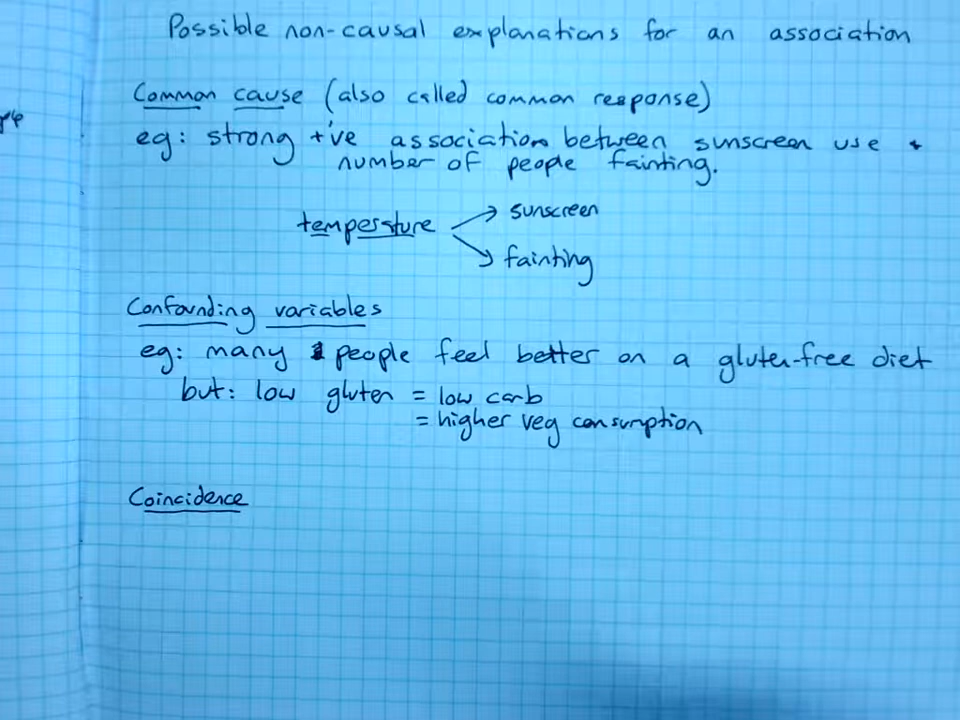 Possible non-causal explanations for an association
Common cause (also called common response)
eg: strong +'ve association between sunscreen use +
number of people fainting.
temperature → sunscreen
→ fainting
Confounding variables
eg: many people feel better on a gluten-free diet
but: low gluten = low carb
= higher veg consumption
Coincidence